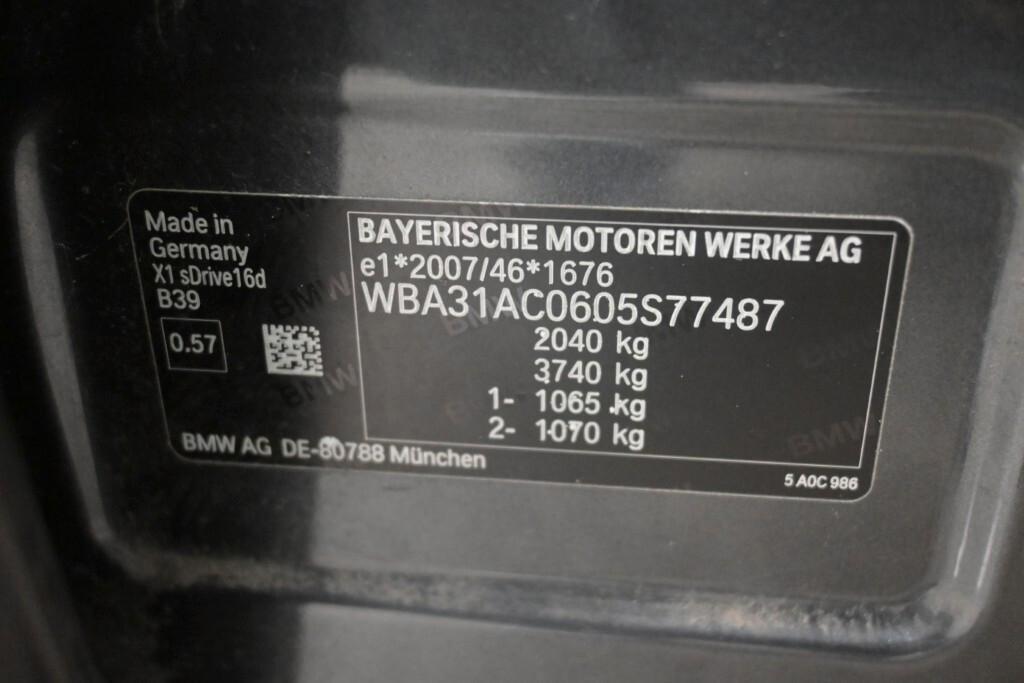 Made in
Germany
X1 sDrive16d
B39
0.57
BAYERISCHE MOTOREN WERKE AG
e1*2007/46*1676
WBA31AC0605S77487
2040 kg
3740 kg
1- 1065 kg
2- 1070 kg
BMW AG DE-80788 München
5 A0C 986